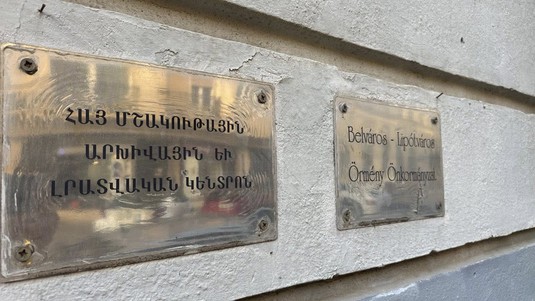 ՀԱՅ ՄՇԱԿՈՒԹԱՅԻՆ
ԱՐԽԻՎԱՅԻՆ ԵՒ
ԼՐԱՏՎԱԿԱՆ ԿԵՆՏՐՈՆ
Belváros - Lipótváros
Örmény Önkormányzat